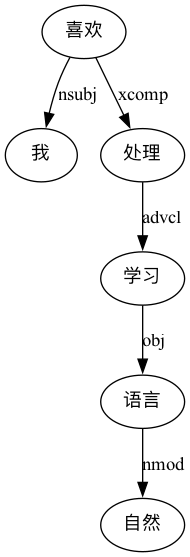 喜欢
nsubj xcomp
我 处理
advcl
学习
obj
语言
nmod
自然